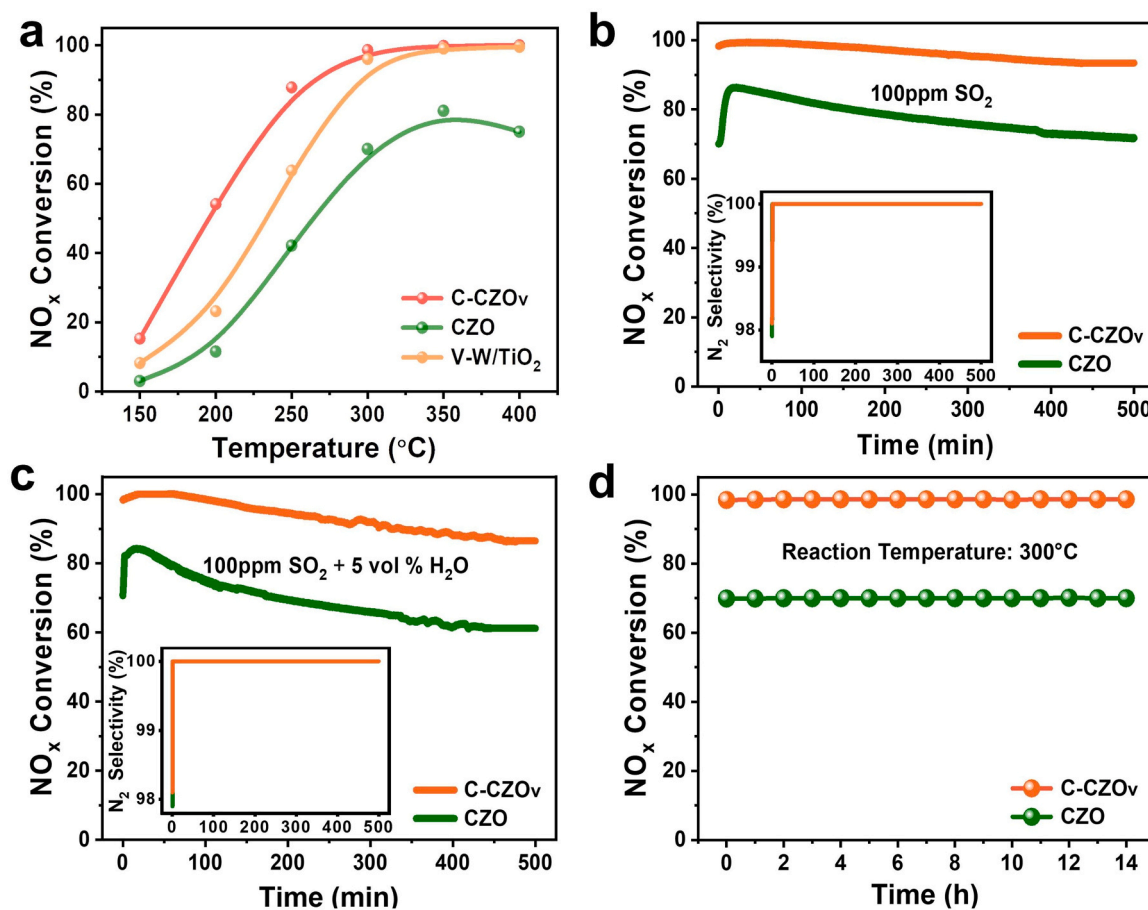 a
NOx Conversion (%)
100
80
60
40
20
0
150 200 250 300 350 400
Temperature (°C)
C-CZOv
CZO
V-W/TiO2
b
NOx Conversion (%)
100
80
60
40
20
0
0 100 200 300 400 500
Time (min)
100ppm SO2
N2 Selectivity (%)
100
99
98
0 100 200 300 400 500
C-CZOv
CZO
c
NOx Conversion (%)
100
80
60
40
20
0
0 100 200 300 400 500
Time (min)
100ppm SO2 + 5 vol % H2O
N2 Selectivity (%)
100
99
98
0 100 200 300 400 500
C-CZOv
CZO
d
NOx Conversion (%)
100
80
60
40
20
0
0 2 4 6 8 10 12 14
Time (h)
Reaction Temperature: 300°C
C-CZOv
CZO